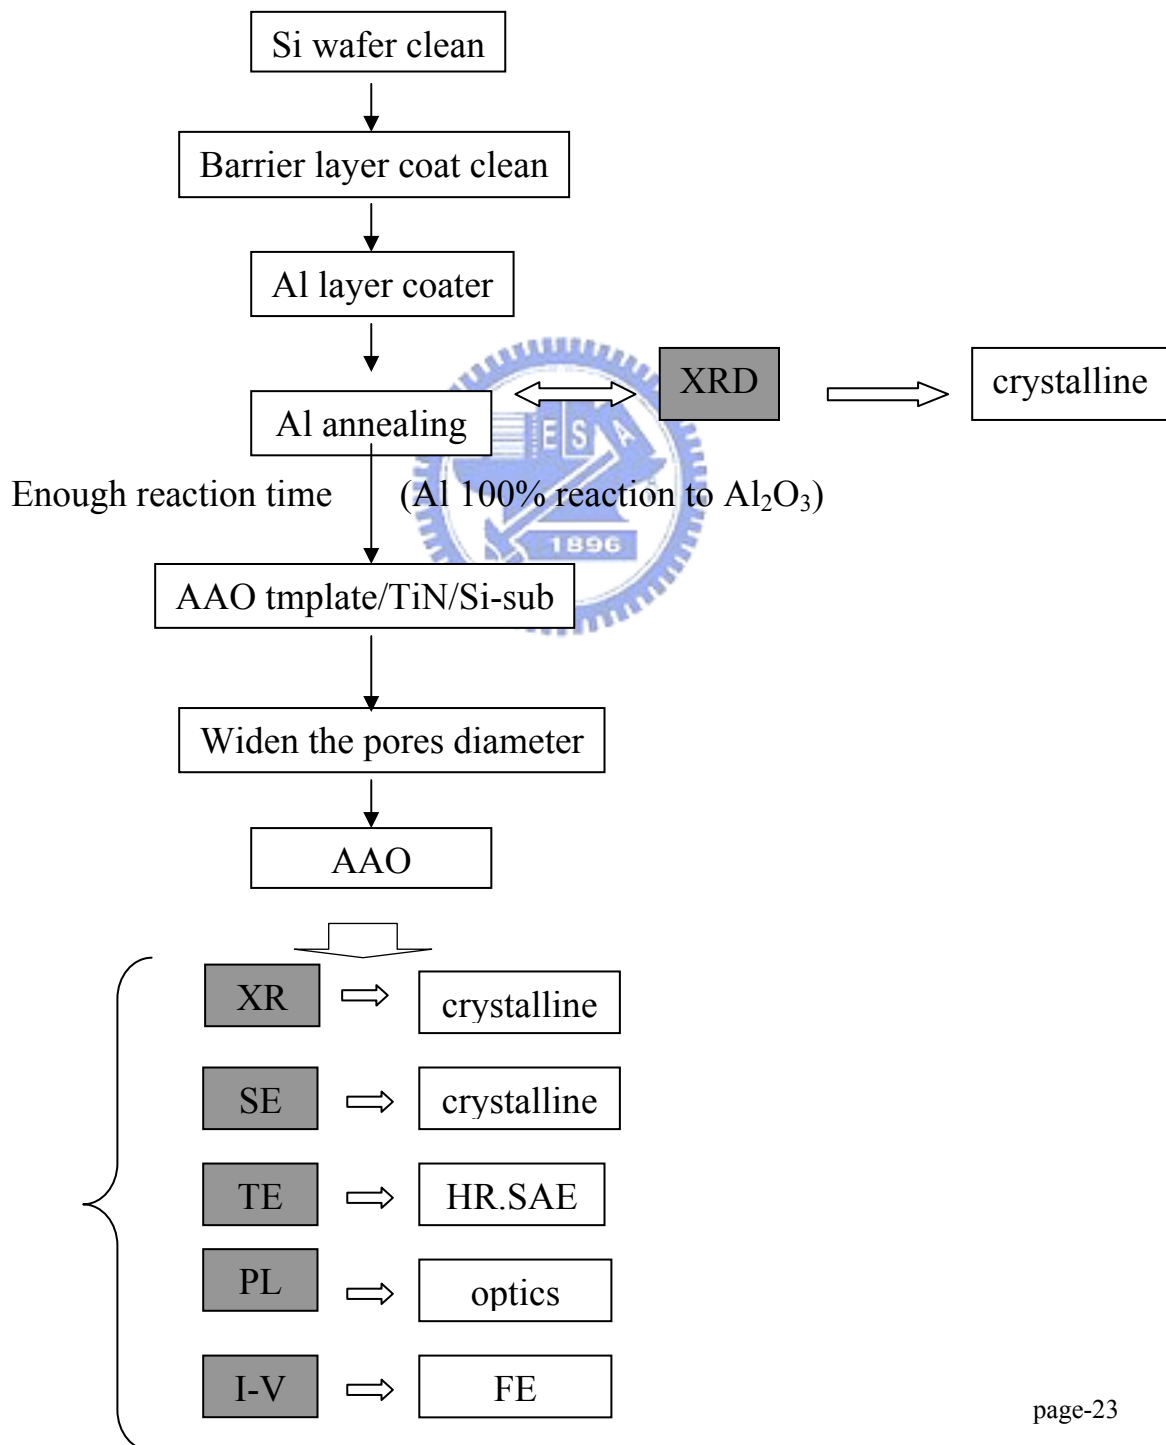 Si wafer clean
Barrier layer coat clean
Al layer coater
XRD
crystalline
Al annealing
E S A
Enough reaction time (Al 100% reaction to Al₂O₃)
1896
AAO tmplate/TiN/Si-sub
Widen the pores diameter
AAO
XR crystalline
SE crystalline
TE HR.SAE
PL optics
I-V FE
page-23